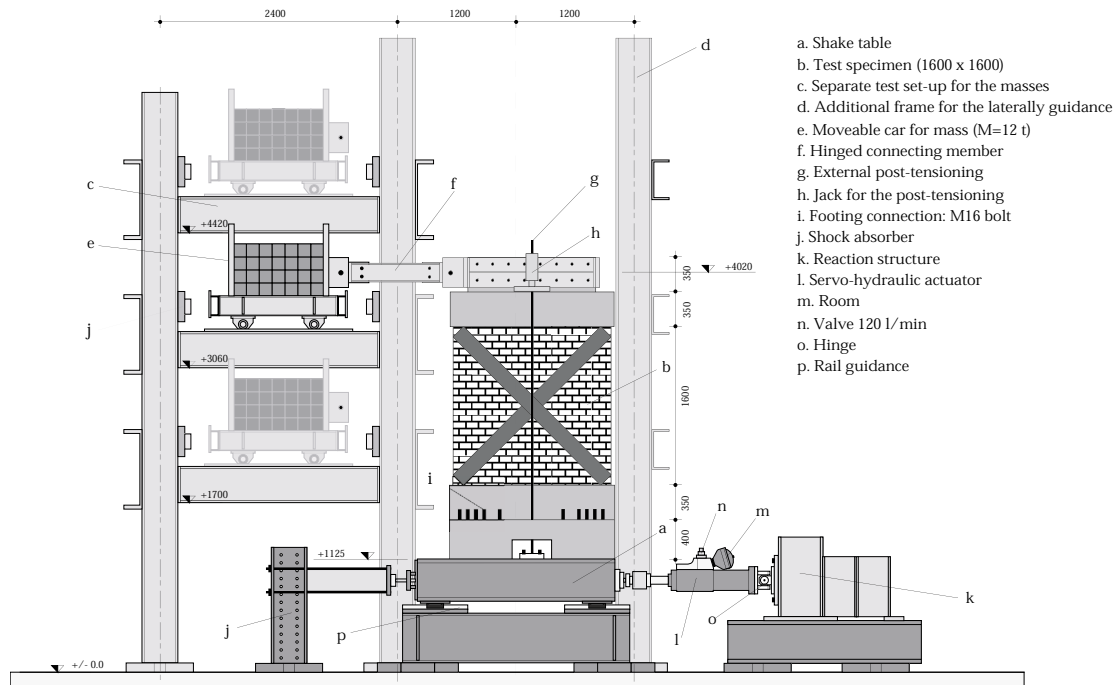 2400
1200
1200
a. Shake table
b. Test specimen (1600 x 1600)
c. Separate test set-up for the masses
d. Additional frame for the laterally guidance
e. Moveable car for mass (M=12 t)
f. Hinged connecting member
g. External post-tensioning
h. Jack for the post-tensioning
i. Footing connection: M16 bolt
j. Shock absorber
k. Reaction structure
l. Servo-hydraulic actuator
m. Room
n. Valve 120 l/min
o. Hinge
p. Rail guidance
d
c
f
g
h
e
+4420
+4020
350
350
j
+3060
b
1600
i
+1700
350
n
m
a
400
+1125
k
j
p
l
o
+/- 0.0